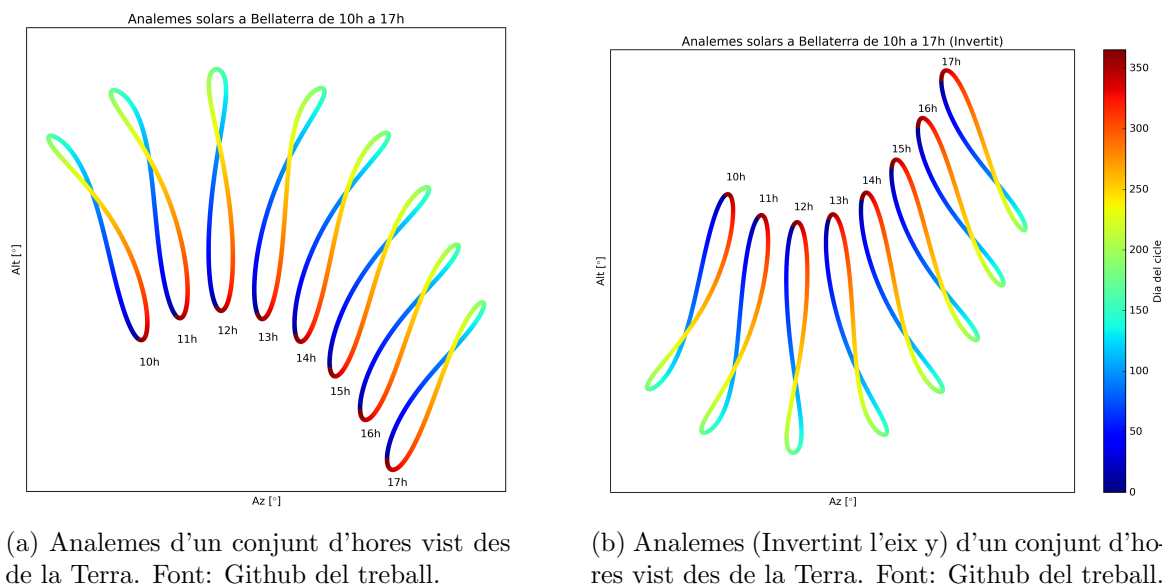 Analemes solars a Bellaterra de 10h a 17h
Alt [°]
10h
11h
12h
13h
14h
15h
16h
17h
Az [°]
(a) Analemes d'un conjunt d'hores vist des
de la Terra. Font: Github del treball.
Analemes solars a Bellaterra de 10h a 17h (Invertit)
Alt [°]
10h
11h
12h
13h
14h
15h
16h
17h
Az [°]
350
300
250
200
150
100
50
0
Dia del cicle
(b) Analemes (Invertint l'eix y) d'un conjunt d'ho-
res vist des de la Terra. Font: Github del treball.